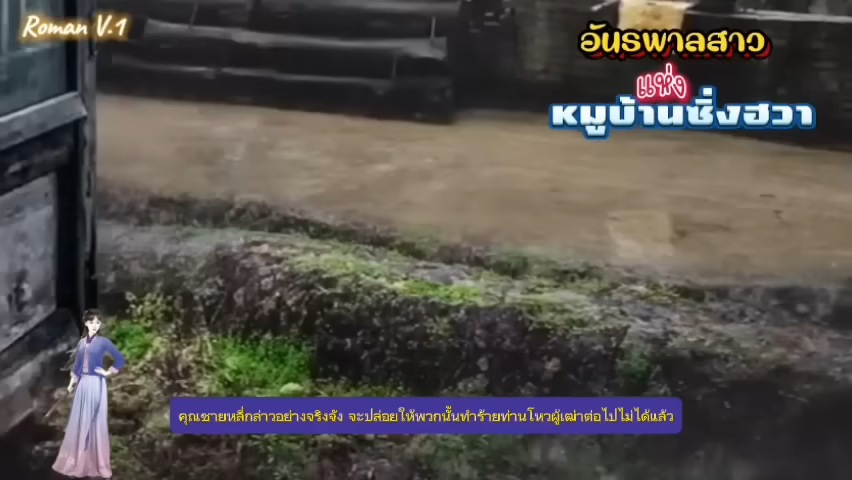 Roman V.1
อันธพาลสาว
แห่ง
หมู่บ้านซิ่งฮวา
คุณชายหลี่กล่าวอย่างจริงจัง จะปล่อยให้พวกนั้นทำร้ายท่านโหวผู้เฒ่าต่อไปไม่ได้แล้ว